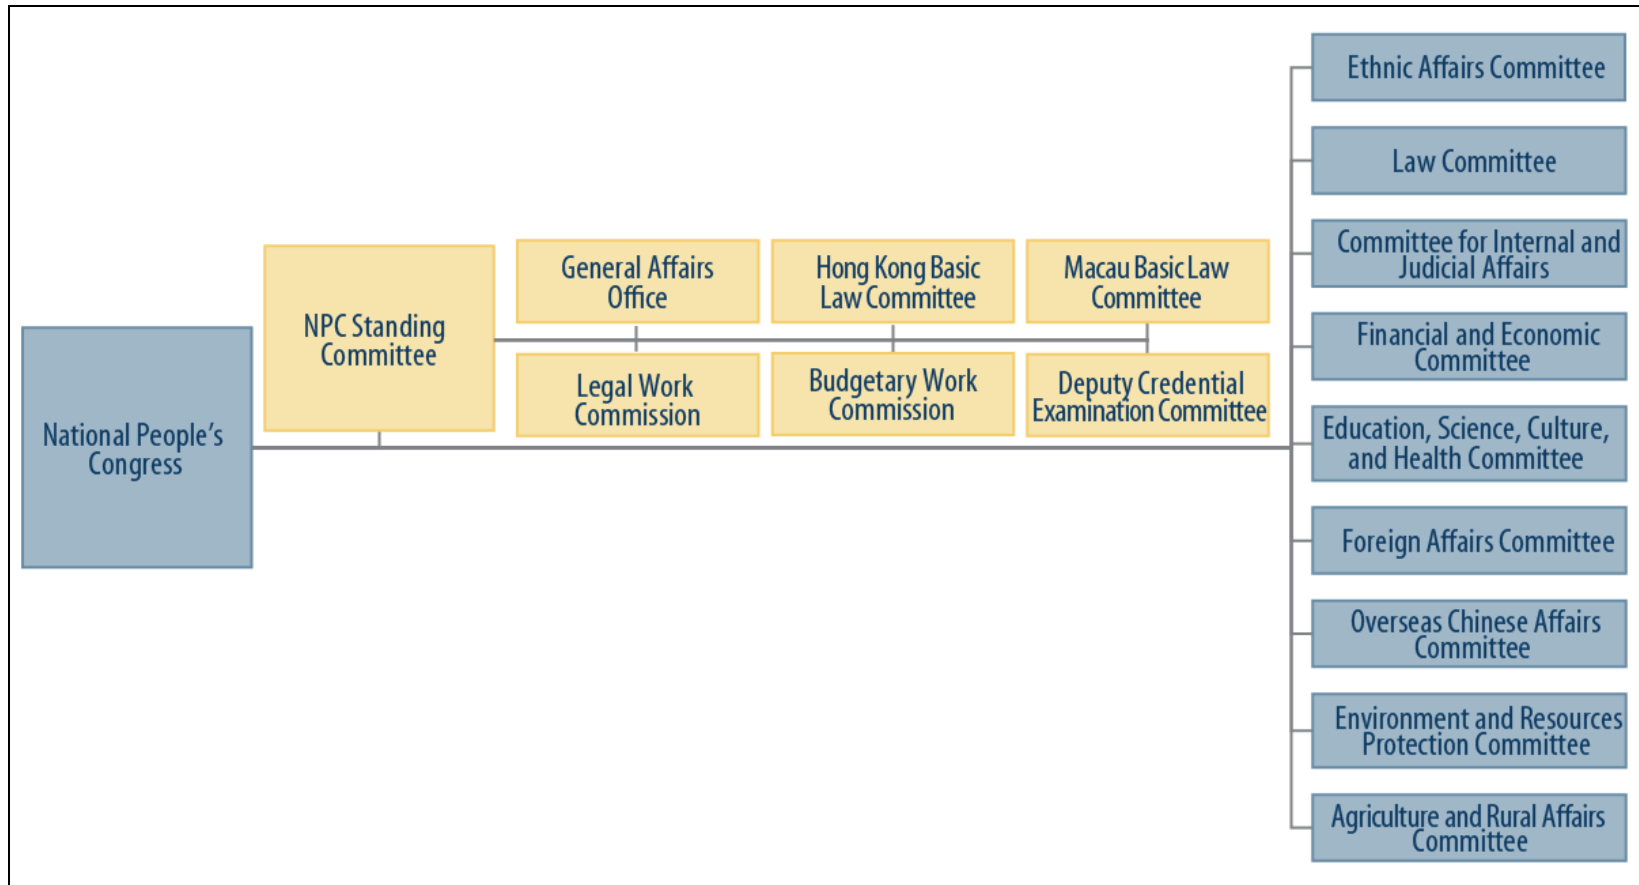 National People's
Congress
NPC Standing
Committee
General Affairs
Office
Hong Kong Basic
Law Committee
Macau Basic Law
Committee
Legal Work
Commission
Budgetary Work
Commission
Deputy Credential
Examination Committee
Ethnic Affairs Committee
Law Committee
Committee for Internal and
Judicial Affairs
Financial and Economic
Committee
Education, Science, Culture,
and Health Committee
Foreign Affairs Committee
Overseas Chinese Affairs
Committee
Environment and Resources
Protection Committee
Agriculture and Rural Affairs
Committee